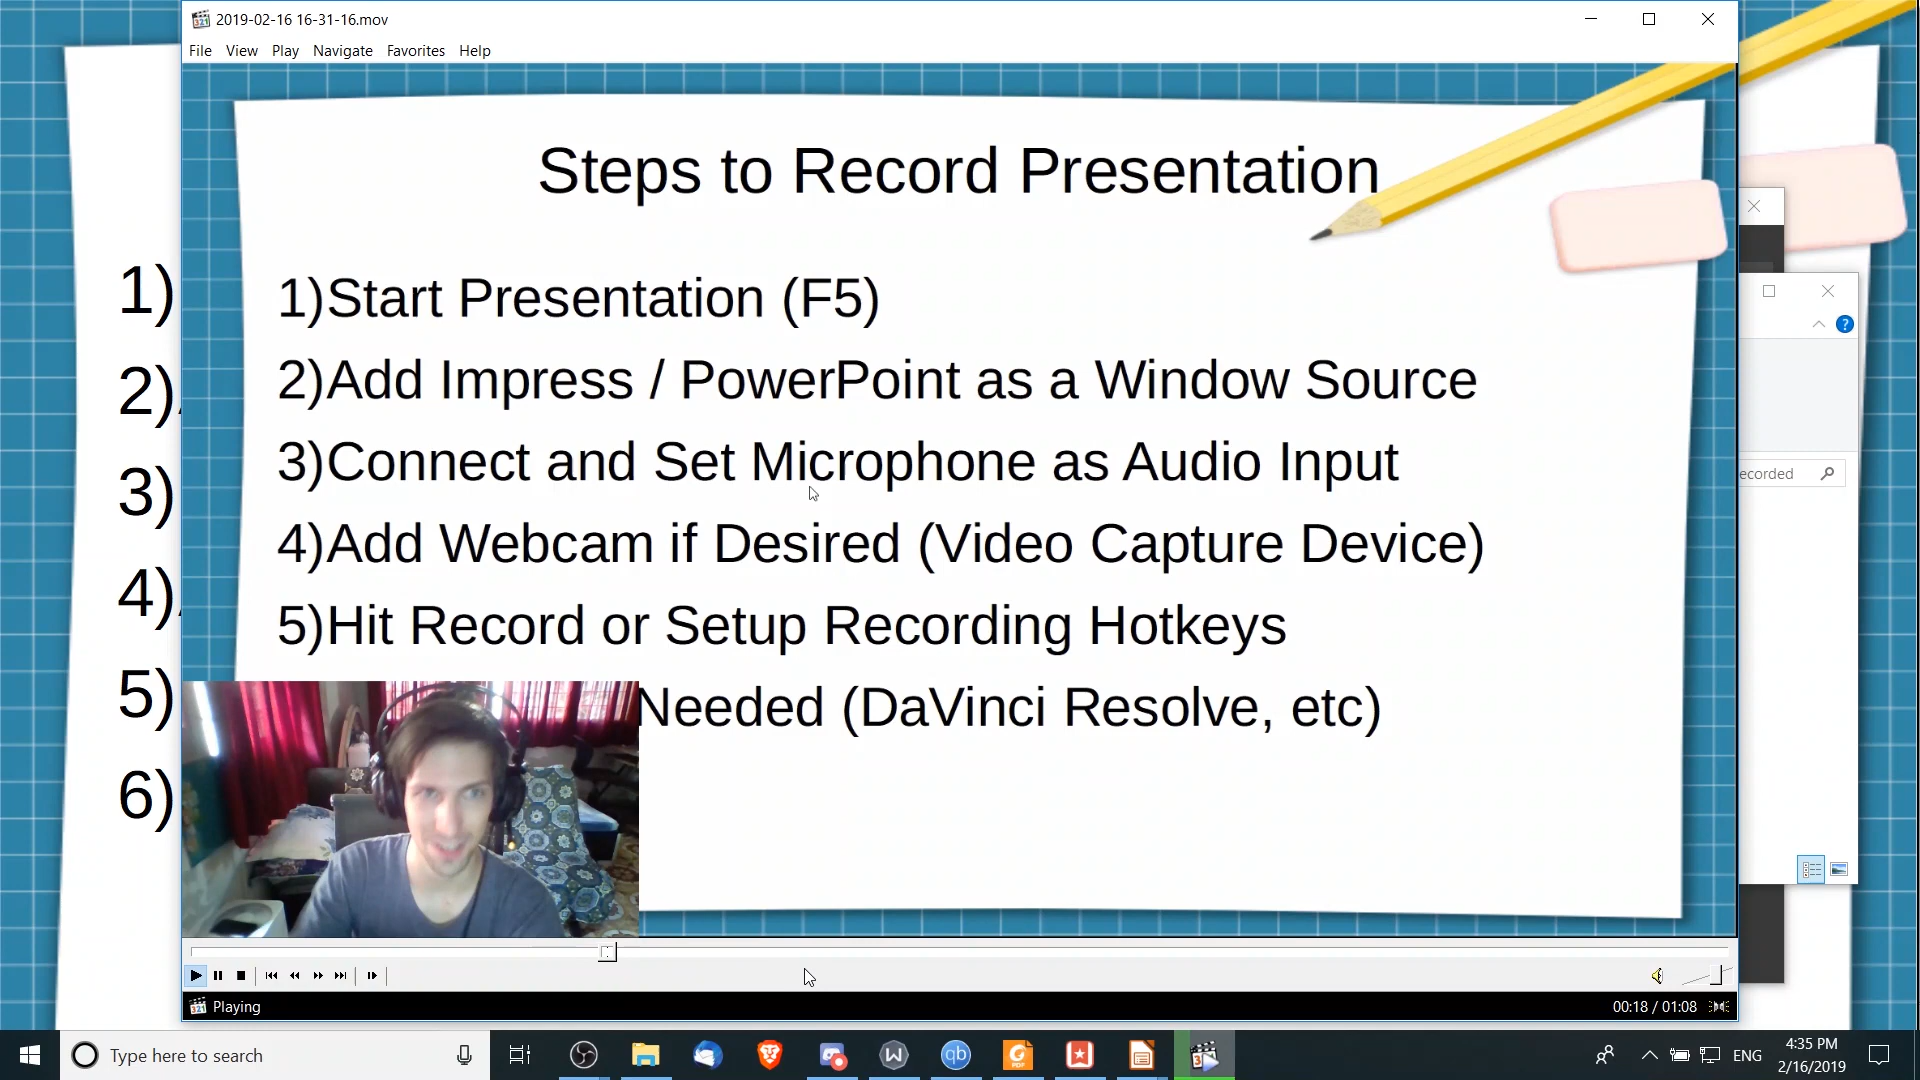 2019-02-16 16-31-16.mov
File View Play Navigate Favorites Help
Steps to Record Presentation
1)Start Presentation (F5)
2)Add Impress / PowerPoint as a Window Source
3)Connect and Set Microphone as Audio Input
4)Add Webcam if Desired (Video Capture Device)
5)Hit Record or Setup Recording Hotkeys
Needed (DaVinci Resolve, etc)
1)
2)
3)
4)
5)
6)
ecorded
Playing
00:18 / 01:08
Type here to search
ENG
4:35 PM
2/16/2019